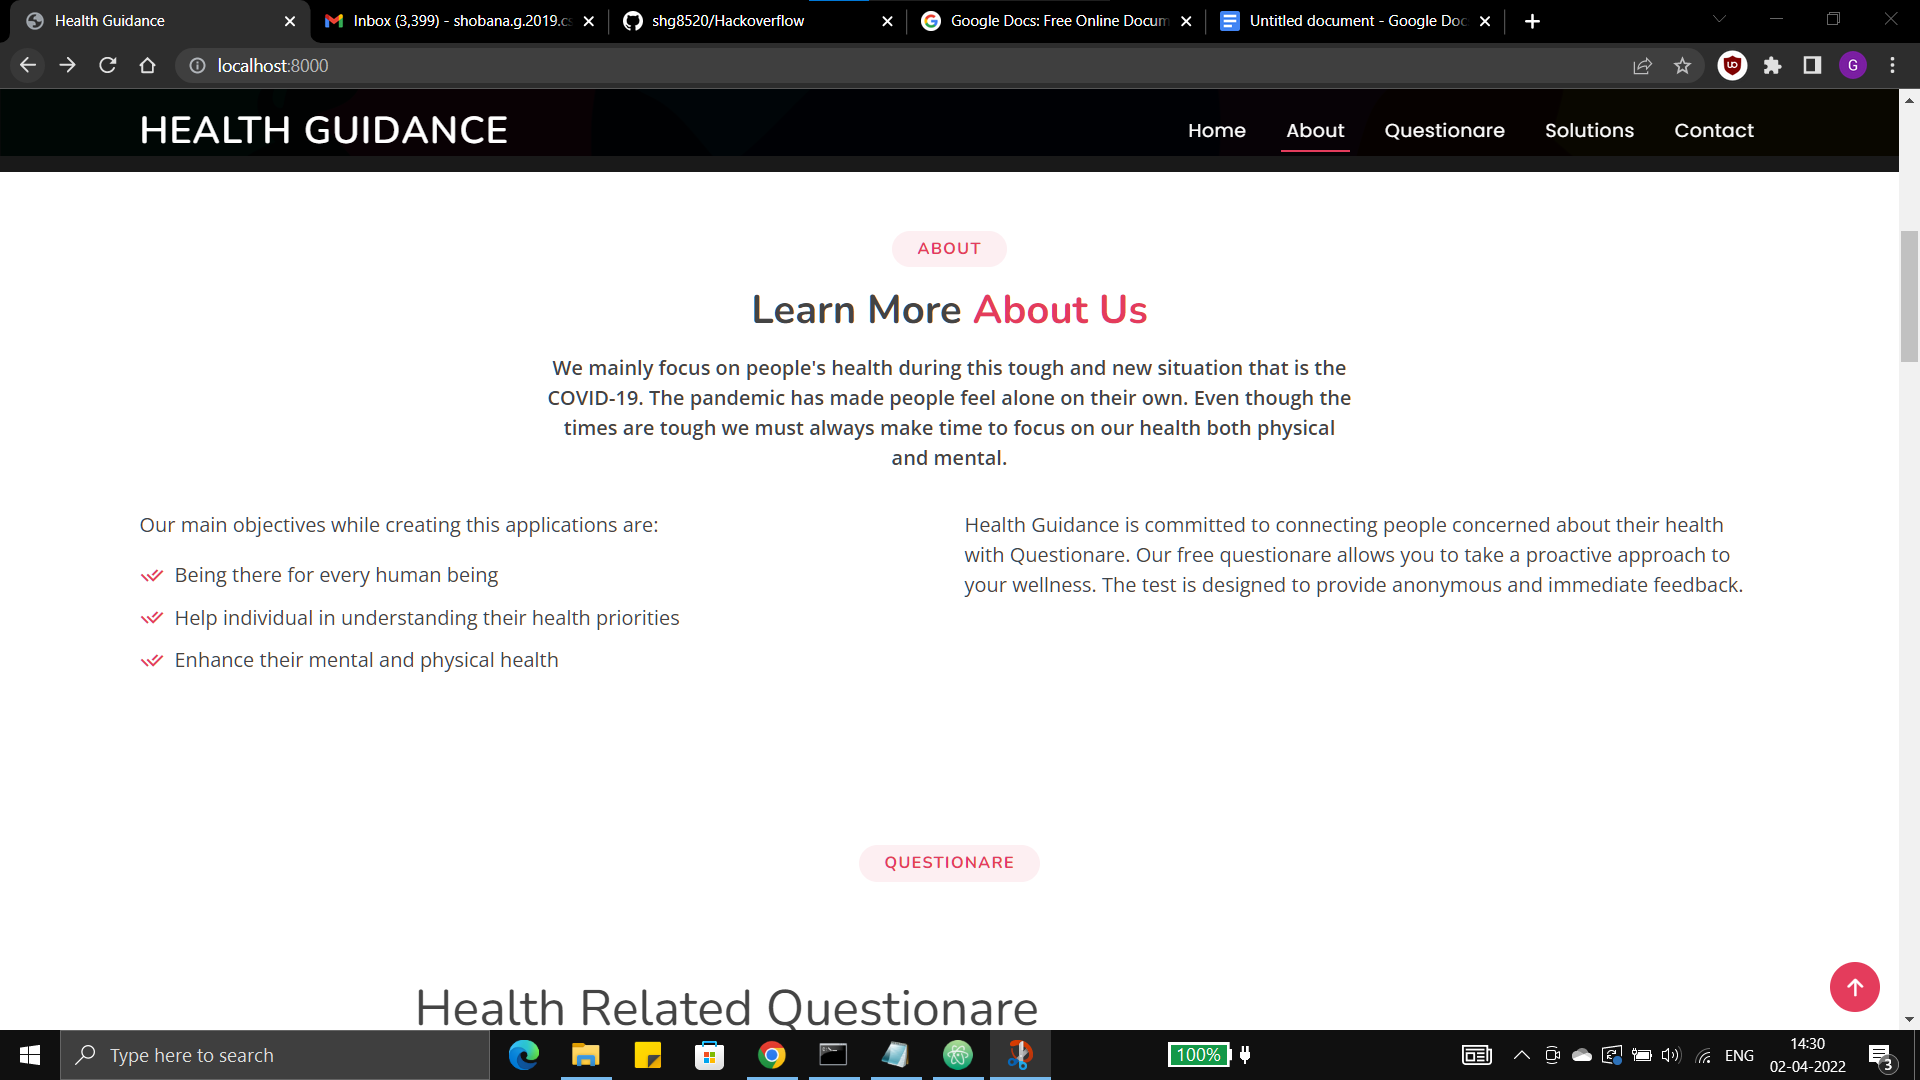 Health Guidance
Inbox (3,399) - shobana.g.2019.cs
shg8520/Hackoverflow
Google Docs: Free Online Docum
Untitled document - Google Doc
localhost:8000
G
HEALTH GUIDANCE
Home About Questionare Solutions Contact
ABOUT
Learn More About Us
We mainly focus on people's health during this tough and new situation that is the
COVID-19. The pandemic has made people feel alone on their own. Even though the
times are tough we must always make time to focus on our health both physical
and mental.
Our main objectives while creating this applications are:
Being there for every human being
Help individual in understanding their health priorities
Enhance their mental and physical health
Health Guidance is committed to connecting people concerned about their health
with Questionare. Our free questionare allows you to take a proactive approach to
your wellness. The test is designed to provide anonymous and immediate feedback.
QUESTIONARE
Health Related Questionare
Type here to search
100%
ENG
14:30
02-04-2022
3